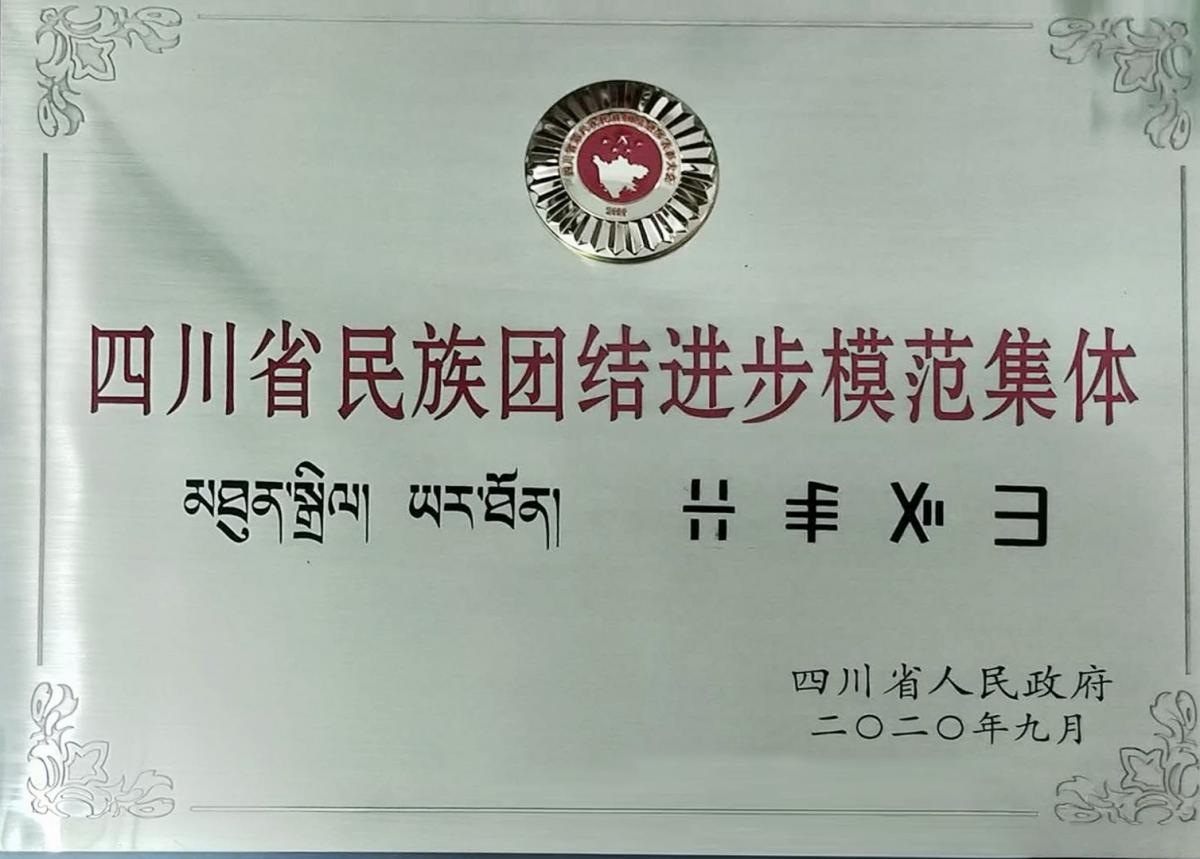 四川省民族团结进步模范集体
མཐུན་སྒྲིལ། ཡར་ཐོན།
四川省人民政府
二〇二〇年九月